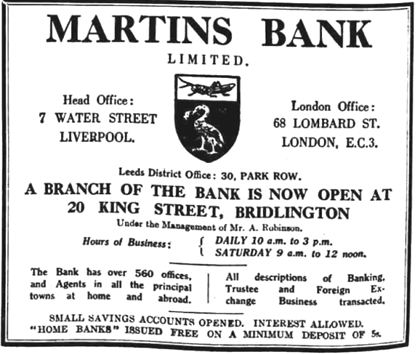 MARTINS BANK
LIMITED.
Head Office:
7 WATER STREET
LIVERPOOL.
London Office:
68 LOMBARD ST.
LONDON, E.C.3.
Leeds District Office: 30, PARK ROW.
A BRANCH OF THE BANK IS NOW OPEN AT
20 KING STREET, BRIDLINGTON
Under the Management of Mr. A. Robinson.
Hours of Business: { DAILY 10 a.m. to 3 p.m.
SATURDAY 9 a.m. to 12 noon.
The Bank has over 560 offices,
and Agents in all the principal
towns at home and abroad.
All descriptions of Banking,
Trustee and Foreign Ex-
change Business transacted.
SMALL SAVINGS ACCOUNTS OPENED. INTEREST ALLOWED.
"HOME BANKS" ISSUED FREE ON A MINIMUM DEPOSIT OF 5s.